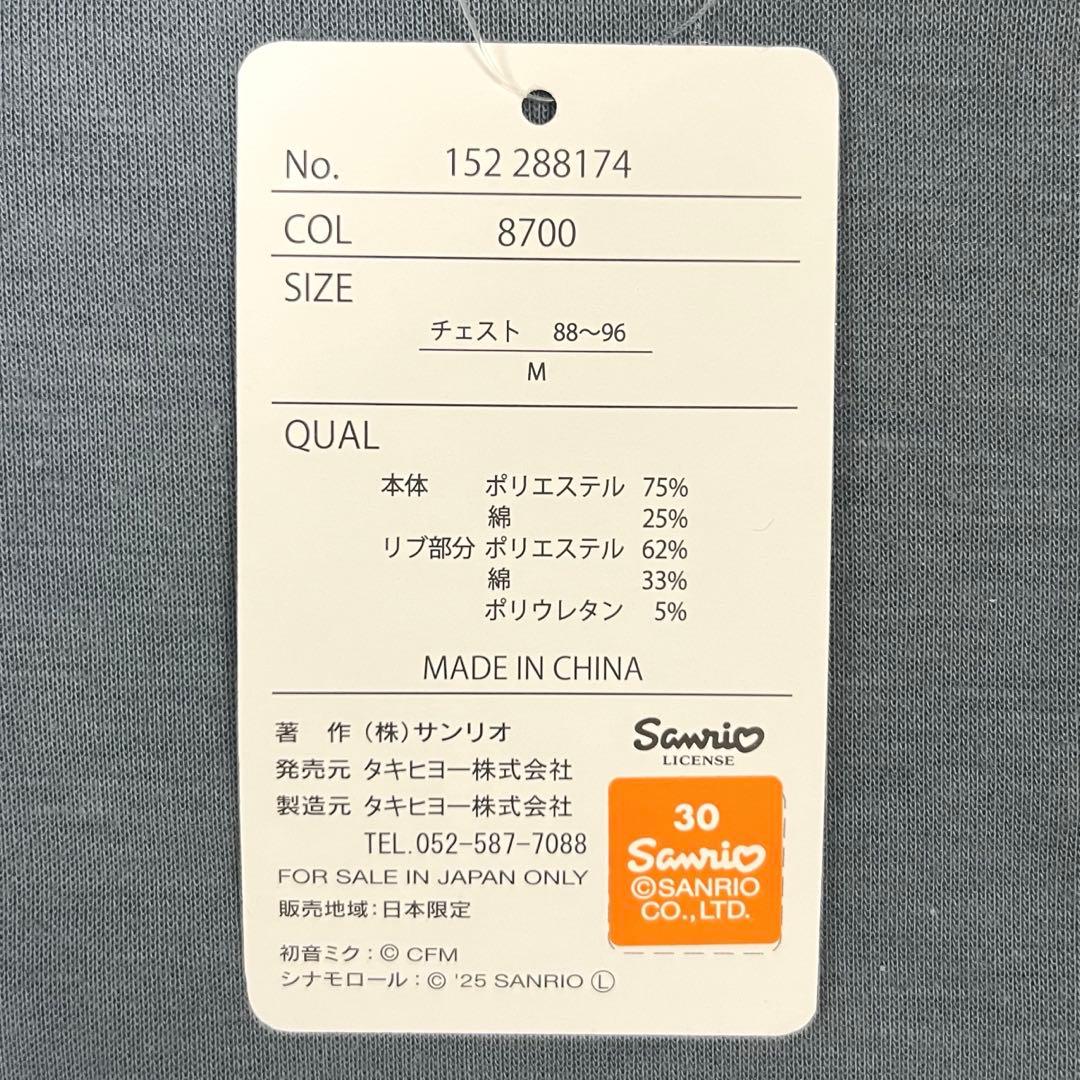 No. 152 288174
COL 8700
SIZE
チェスト 88〜96
M
QUAL
本体 ポリエステル 75%
綿 25%
リブ部分 ポリエステル 62%
綿 33%
ポリウレタン 5%
MADE IN CHINA
著 作 (株)サンリオ
発売元 タキヒヨー株式会社
製造元 タキヒヨー株式会社
TEL.052-587-7088
FOR SALE IN JAPAN ONLY
販売地域:日本限定
初音ミク:© CFM
シナモロール:© '25 SANRIO Ⓛ
Sanrio
LICENSE
30
Sanrio
©SANRIO
CO.,LTD.